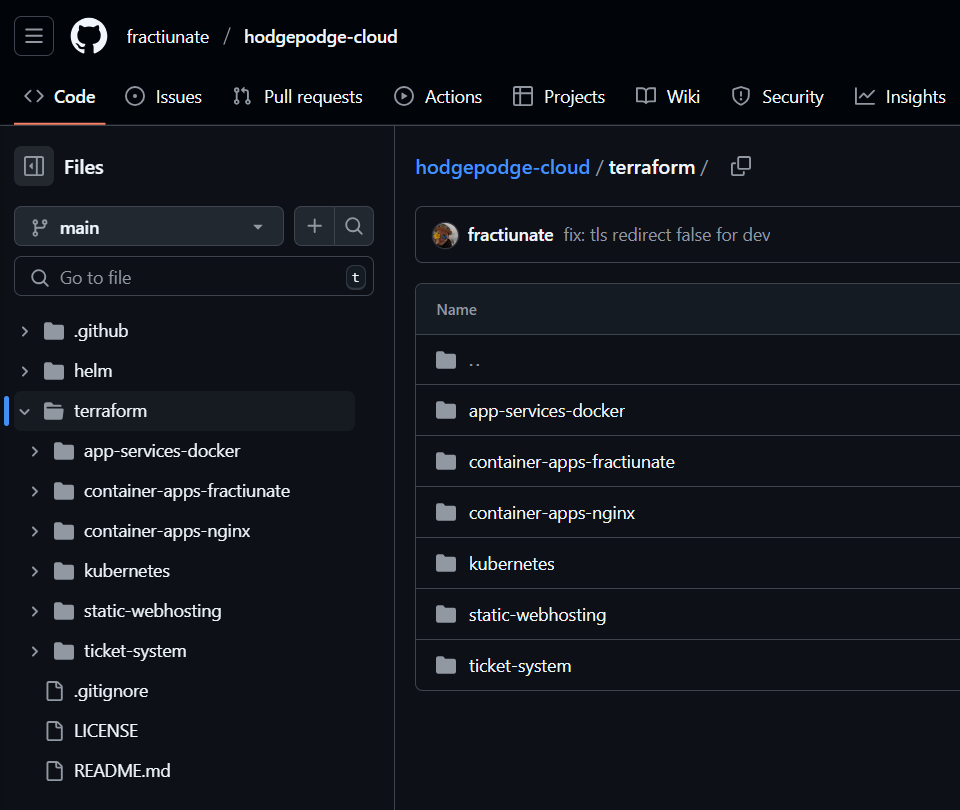 fractiunate / hodgepodge-cloud
Code Issues Pull requests Actions Projects Wiki Security Insights
Files
main
Go to file t
.github
helm
terraform
app-services-docker
container-apps-fractiunate
container-apps-nginx
kubernetes
static-webhosting
ticket-system
.gitignore
LICENSE
README.md
hodgepodge-cloud / terraform /
fractiunate fix: tls redirect false for dev
Name
..
app-services-docker
container-apps-fractiunate
container-apps-nginx
kubernetes
static-webhosting
ticket-system